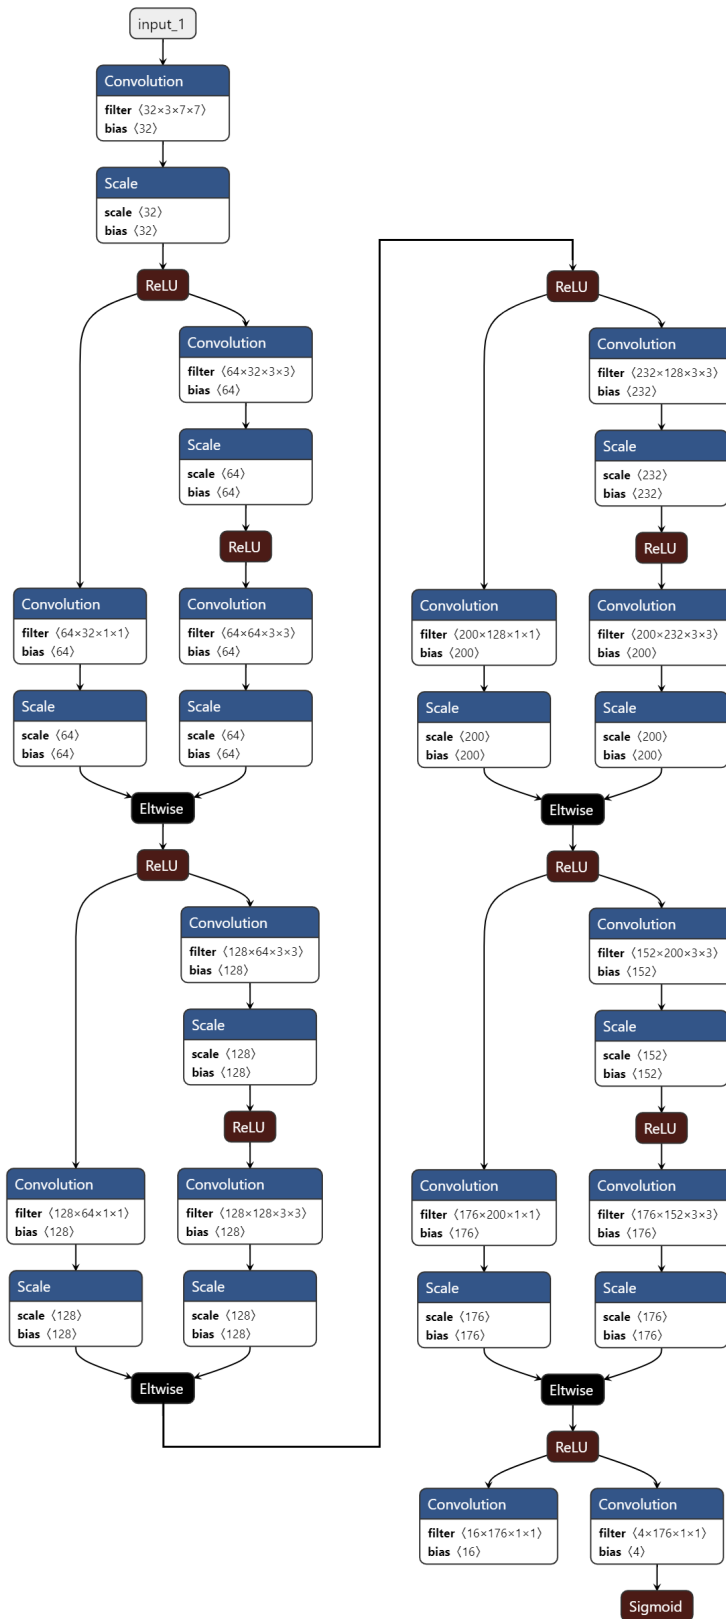 input_1
Convolution
filter 〈32×3×7×7〉
bias 〈32〉
Scale
scale 〈32〉
bias 〈32〉
ReLU
Convolution
filter 〈64×32×3×3〉
bias 〈64〉
Scale
scale 〈64〉
bias 〈64〉
ReLU
Convolution
filter 〈64×32×1×1〉
bias 〈64〉
Convolution
filter 〈64×64×3×3〉
bias 〈64〉
Scale
scale 〈64〉
bias 〈64〉
Scale
scale 〈64〉
bias 〈64〉
Eltwise
ReLU
Convolution
filter 〈128×64×3×3〉
bias 〈128〉
Scale
scale 〈128〉
bias 〈128〉
ReLU
Convolution
filter 〈128×64×1×1〉
bias 〈128〉
Convolution
filter 〈128×128×3×3〉
bias 〈128〉
Scale
scale 〈128〉
bias 〈128〉
Scale
scale 〈128〉
bias 〈128〉
Eltwise
ReLU
Convolution
filter 〈232×128×3×3〉
bias 〈232〉
Scale
scale 〈232〉
bias 〈232〉
ReLU
Convolution
filter 〈200×128×1×1〉
bias 〈200〉
Convolution
filter 〈200×232×3×3〉
bias 〈200〉
Scale
scale 〈200〉
bias 〈200〉
Scale
scale 〈200〉
bias 〈200〉
Eltwise
ReLU
Convolution
filter 〈152×200×3×3〉
bias 〈152〉
Scale
scale 〈152〉
bias 〈152〉
ReLU
Convolution
filter 〈176×200×1×1〉
bias 〈176〉
Convolution
filter 〈176×152×3×3〉
bias 〈176〉
Scale
scale 〈176〉
bias 〈176〉
Scale
scale 〈176〉
bias 〈176〉
Eltwise
ReLU
Convolution
filter 〈16×176×1×1〉
bias 〈16〉
Convolution
filter 〈4×176×1×1〉
bias 〈4〉
Sigmoid